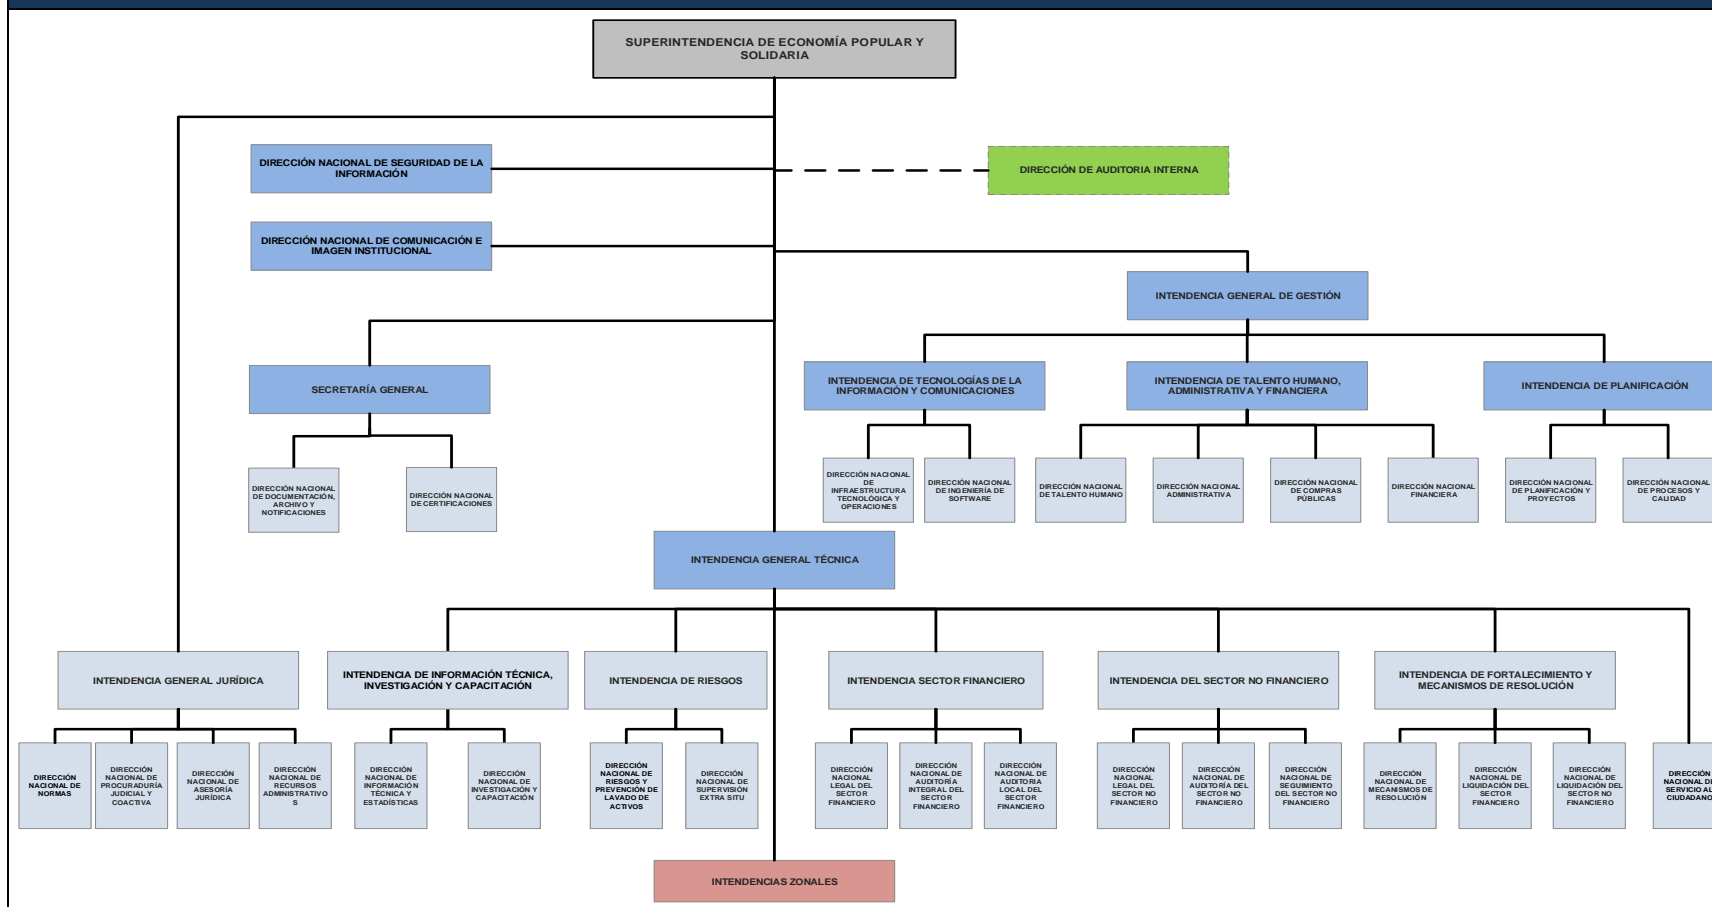 SUPERINTENDENCIA DE ECONOMÍA POPULAR Y
SOLIDARIA
DIRECCIÓN NACIONAL DE SEGURIDAD DE LA
INFORMACIÓN
DIRECCIÓN DE AUDITORIA INTERNA
DIRECCIÓN NACIONAL DE COMUNICACIÓN E
IMAGEN INSTITUCIONAL
INTENDENCIA GENERAL DE GESTIÓN
SECRETARÍA GENERAL
INTENDENCIA DE TECNOLOGÍAS DE LA
INFORMACIÓN Y COMUNICACIONES
INTENDENCIA DE TALENTO HUMANO,
ADMINISTRATIVA Y FINANCIERA
INTENDENCIA DE PLANIFICACIÓN
DIRECCIÓN NACIONAL
DE DOCUMENTACIÓN,
ARCHIVO Y
NOTIFICACIONES
DIRECCIÓN NACIONAL
DE CERTIFICACIONES
DIRECCIÓN NACIONAL
DE
INFRAESTRUCTURA
TECNOLÓGICA Y
OPERACIONES
DIRECCIÓN NACIONAL
DE INGENIERÍA DE
SOFTWARE
DIRECCIÓN NACIONAL
DE TALENTO HUMANO
DIRECCIÓN NACIONAL
ADMINISTRATIVA
DIRECCIÓN NACIONAL
DE COMPRAS
PÚBLICAS
DIRECCIÓN NACIONAL
FINANCIERA
DIRECCIÓN NACIONAL
DE PLANIFICACIÓN Y
PROYECTOS
DIRECCIÓN NACIONAL
DE PROCESOS Y
CALIDAD
INTENDENCIA GENERAL TÉCNICA
INTENDENCIA GENERAL JURÍDICA
INTENDENCIA DE INFORMACIÓN TÉCNICA,
INVESTIGACIÓN Y CAPACITACIÓN
INTENDENCIA DE RIESGOS
INTENDENCIA SECTOR FINANCIERO
INTENDENCIA DEL SECTOR NO FINANCIERO
INTENDENCIA DE FORTALECIMIENTO Y
MECANISMOS DE RESOLUCIÓN
DIRECCIÓN
NACIONAL DE
NORMAS
DIRECCIÓN
NACIONAL DE
PROCURADURÍA
JUDICIAL Y
COACTIVA
DIRECCIÓN
NACIONAL DE
ASESORÍA
JURÍDICA
DIRECCIÓN
NACIONAL DE
RECURSOS
ADMINISTRATIVO
S
DIRECCIÓN
NACIONAL DE
INFORMACIÓN
TÉCNICA Y
ESTADÍSTICAS
DIRECCIÓN
NACIONAL DE
INVESTIGACIÓN Y
CAPACITACIÓN
DIRECCIÓN
NACIONAL DE
RIESGOS Y
PREVENCIÓN DE
LAVADO DE
ACTIVOS
DIRECCIÓN
NACIONAL DE
SUPERVISIÓN
EXTRA SITU
DIRECCIÓN
NACIONAL
LEGAL DEL
SECTOR
FINANCIERO
DIRECCIÓN
NACIONAL DE
AUDITORÍA
INTEGRAL DEL
SECTOR
FINANCIERO
DIRECCIÓN
NACIONAL DE
AUDITORIA
LOCAL DEL
SECTOR
FINANCIERO
DIRECCIÓN
NACIONAL
LEGAL DEL
SECTOR NO
FINANCIERO
DIRECCIÓN
NACIONAL DE
AUDITORÍA DEL
SECTOR NO
FINANCIERO
DIRECCIÓN
NACIONAL DE
SEGUIMIENTO
DEL SECTOR NO
FINANCIERO
DIRECCIÓN
NACIONAL DE
MECANISMOS DE
RESOLUCIÓN
DIRECCIÓN
NACIONAL DE
LIQUIDACIÓN DEL
SECTOR
FINANCIERO
DIRECCIÓN
NACIONAL DE
LIQUIDACIÓN DEL
SECTOR NO
FINANCIERO
DIRECCIÓN
NACIONAL DE
SERVICIO AL
CIUDADANO
INTENDENCIAS ZONALES